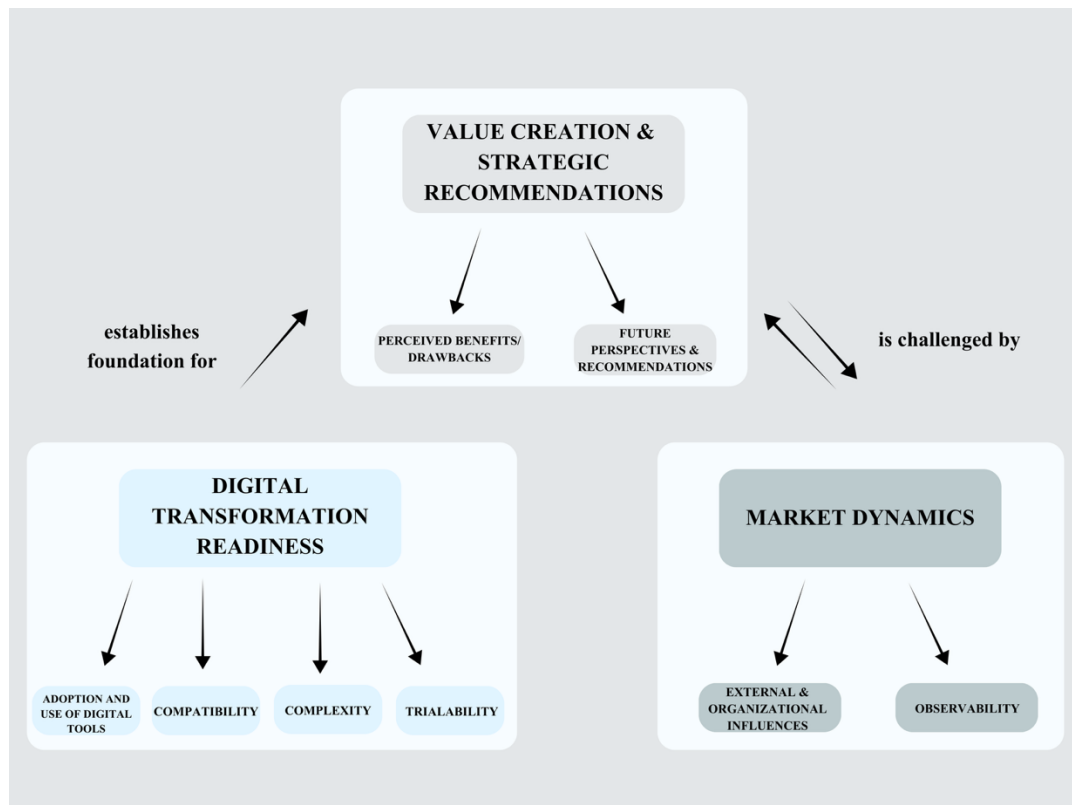 VALUE CREATION &
STRATEGIC
RECOMMENDATIONS
PERCEIVED BENEFITS/
DRAWBACKS
FUTURE
PERSPECTIVES &
RECOMMENDATIONS
establishes
foundation for
is challenged by
DIGITAL
TRANSFORMATION
READINESS
ADOPTION AND
USE OF DIGITAL
TOOLS
COMPATIBILITY
COMPLEXITY
TRIALABILITY
MARKET DYNAMICS
EXTERNAL &
ORGANIZATIONAL
INFLUENCES
OBSERVABILITY